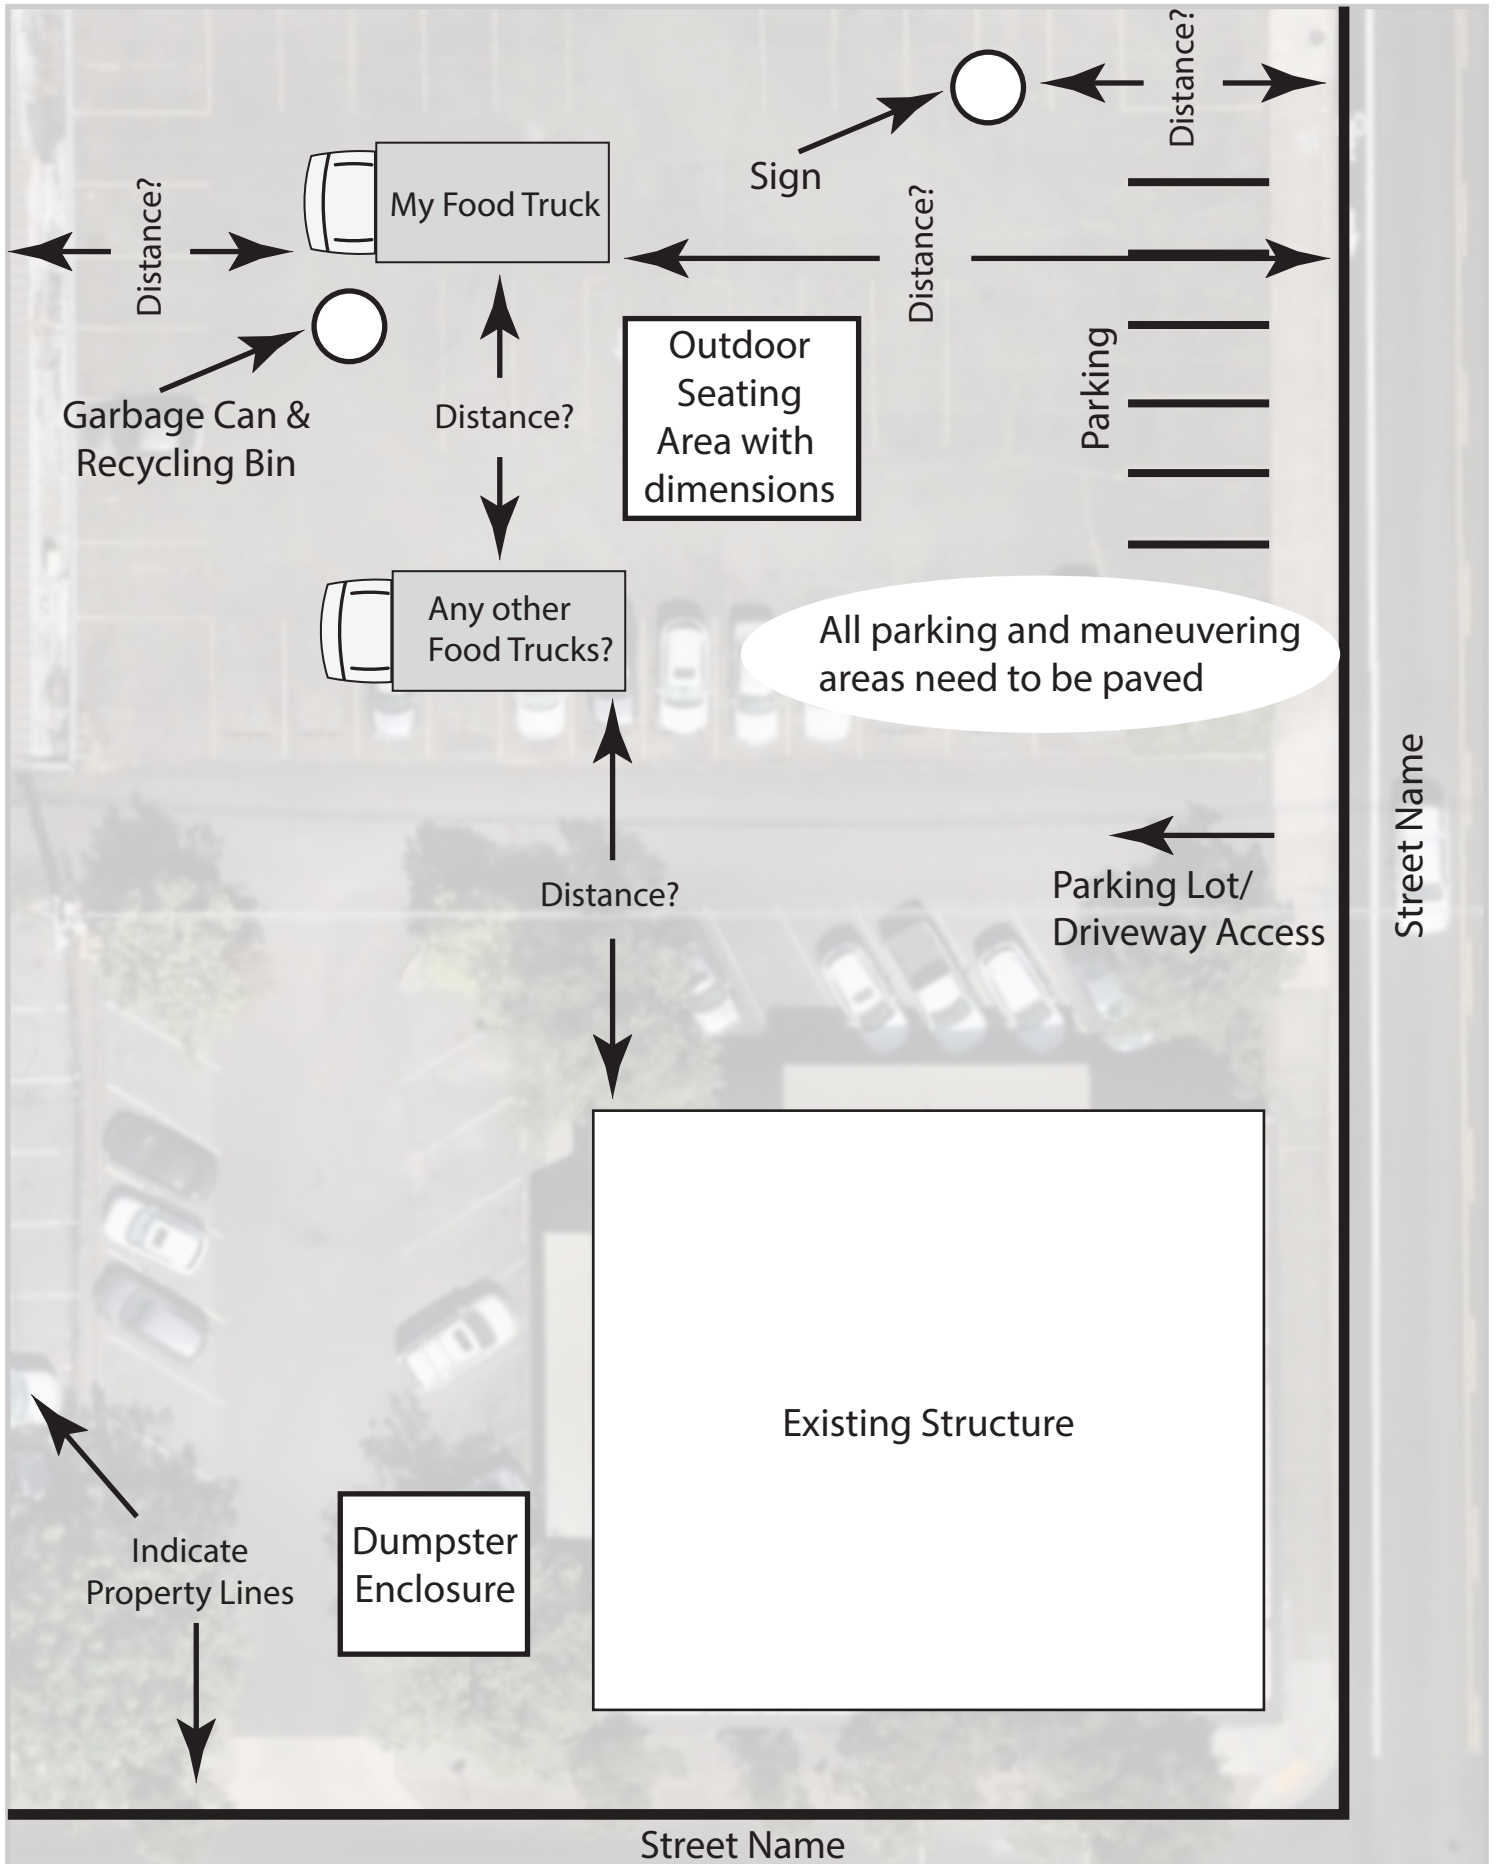 Distance?
Sign
My Food Truck
Distance?
Distance?
Garbage Can &
Recycling Bin
Distance?
Outdoor
Seating
Area with
dimensions
Parking
Any other
Food Trucks?
All parking and maneuvering
areas need to be paved
Street Name
Distance?
Parking Lot/
Driveway Access
Existing Structure
Indicate
Property Lines
Dumpster
Enclosure
Street Name